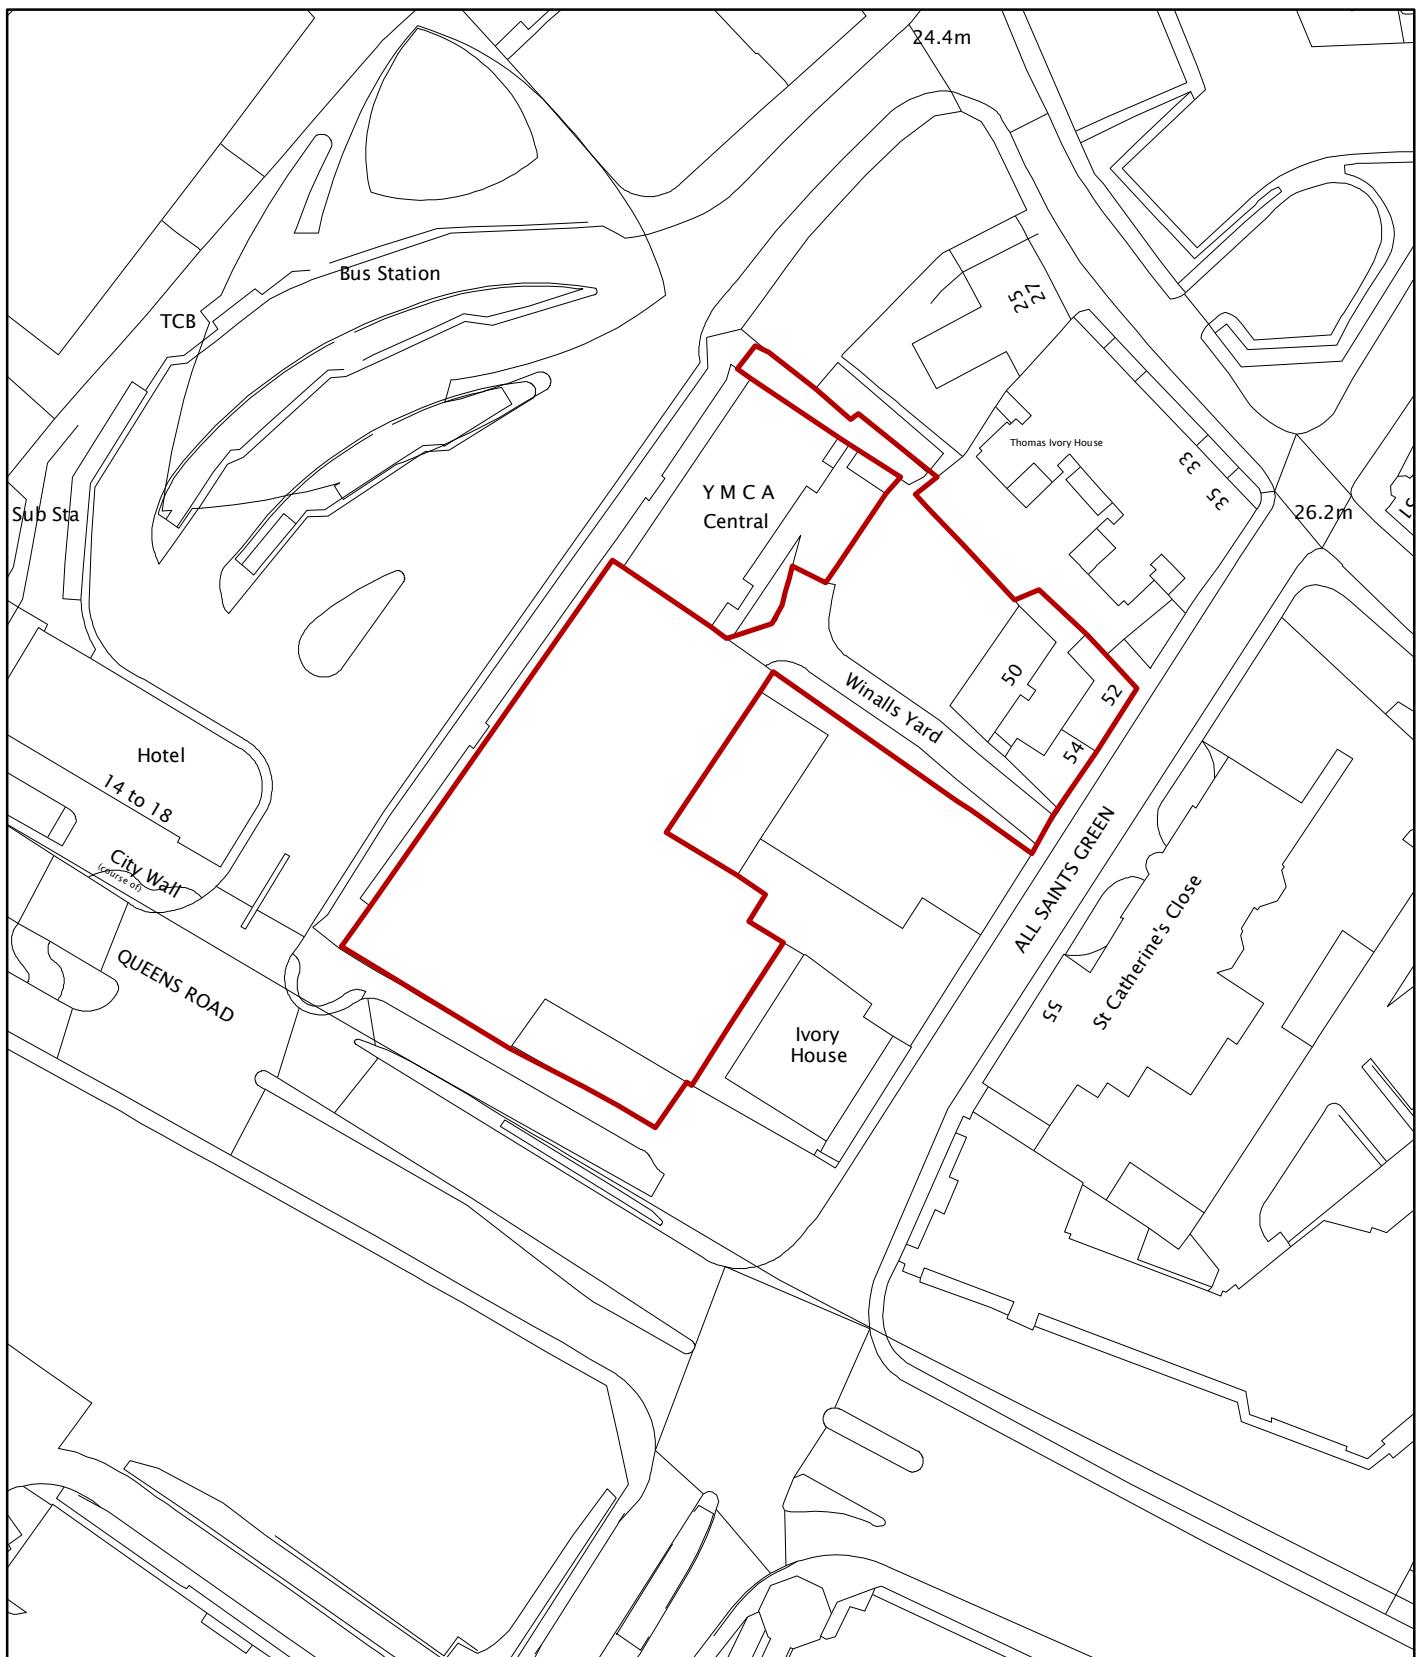 24.4m
Bus Station
TCB
25
27
Thomas Ivory House
33
35
31
Y M C A
Central
Sub Sta
26.2m
50
52
54
Winalls Yard
Hotel
14 to 18
City Wall
(course of)
QUEENS ROAD
ALL SAINTS GREEN
St Catherine's Close
55
Ivory
House